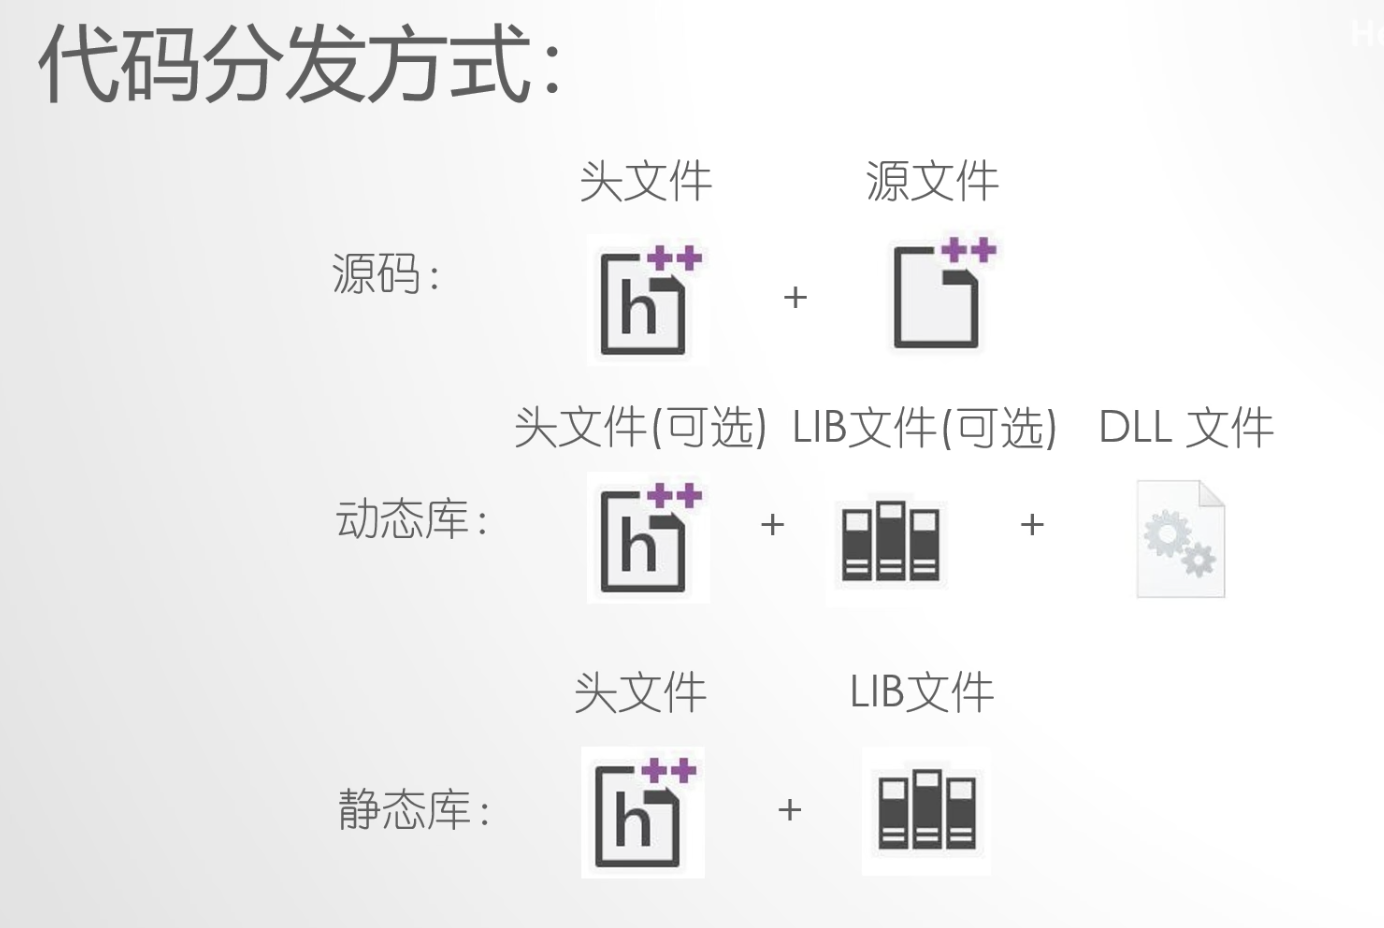 代码分发方式:
头文件 源文件
源码: h + 
头文件(可选) LIB文件(可选) DLL 文件
动态库: h + +
头文件 LIB文件
静态库: h +